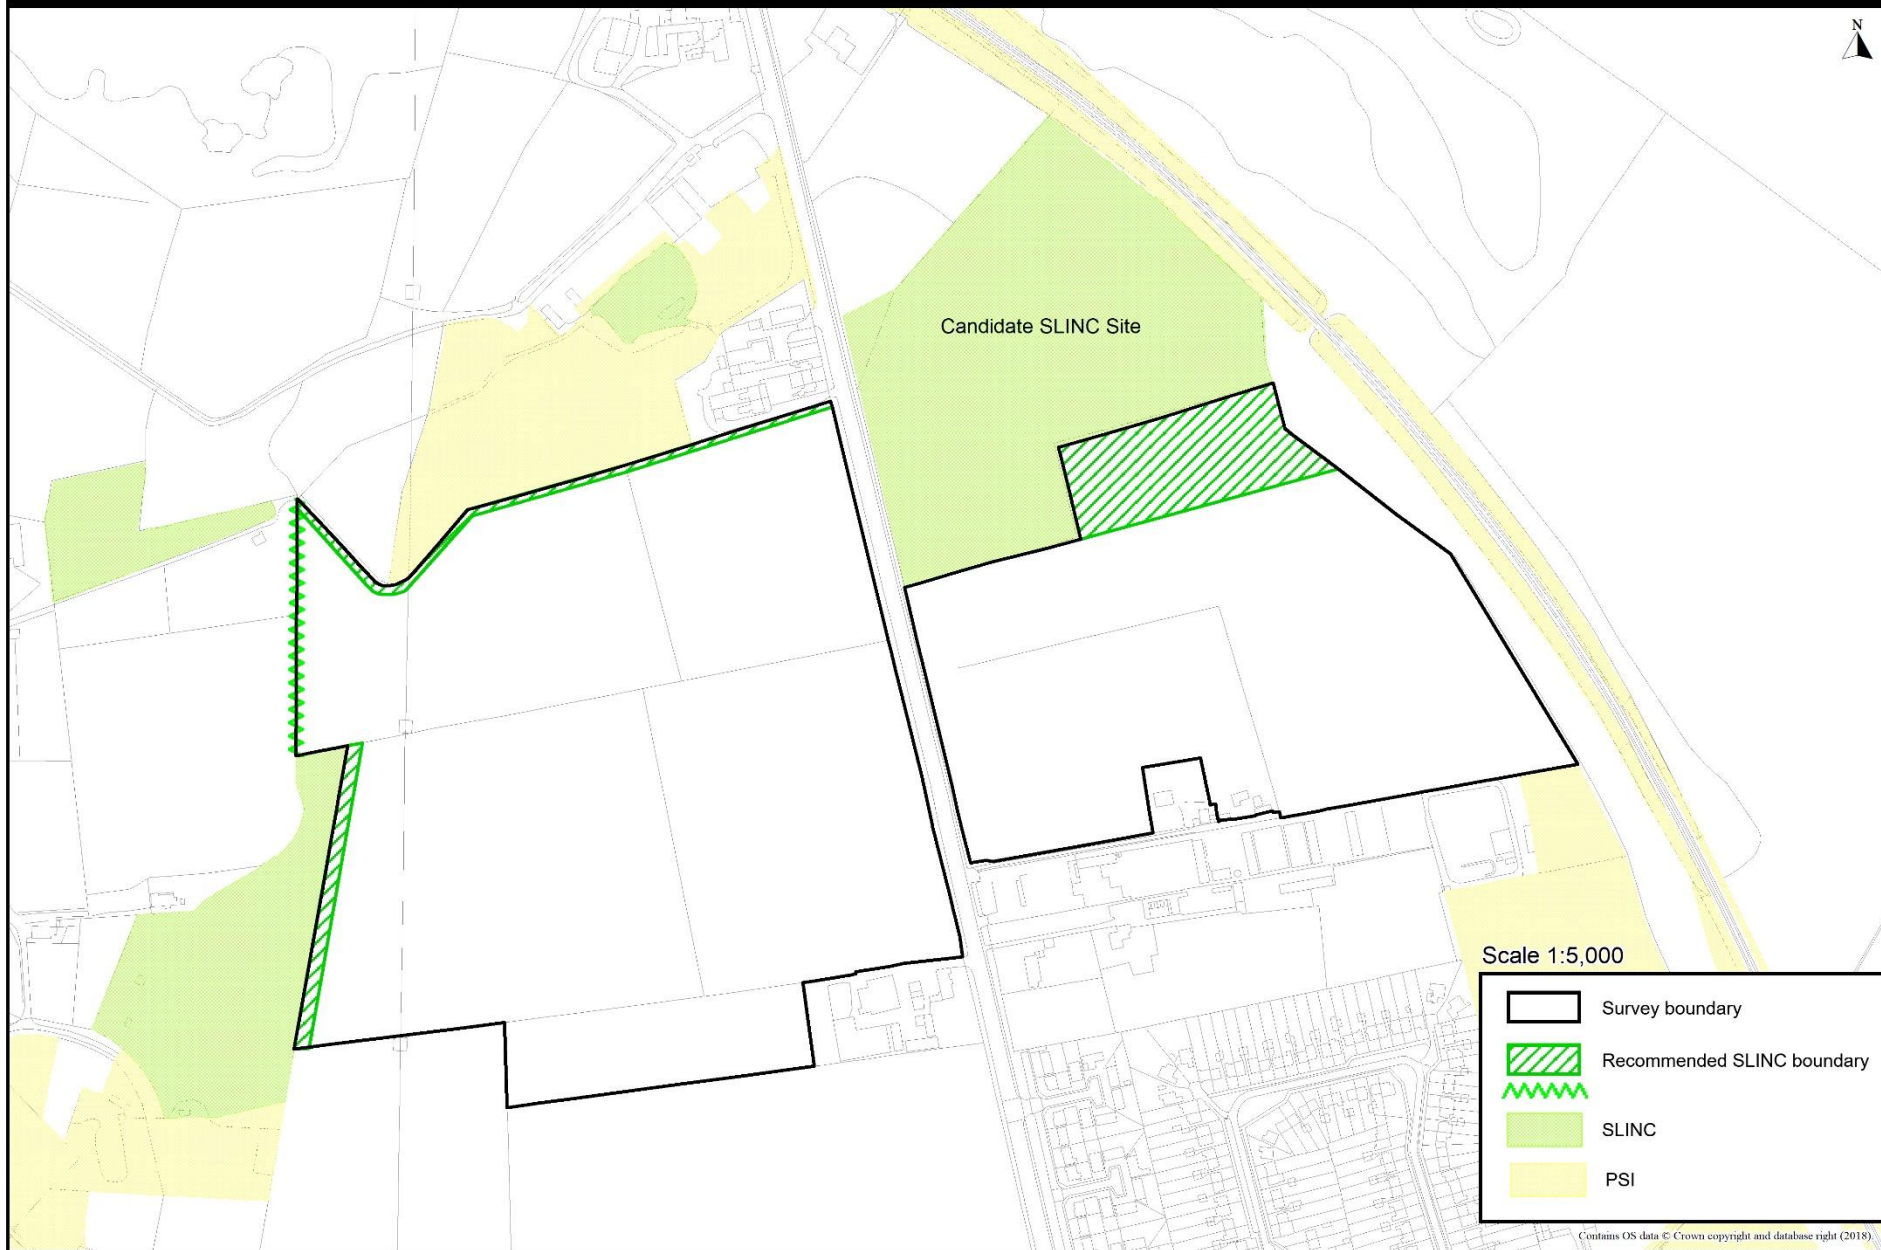 N
Candidate SLINC Site
Scale 1:5,000
Survey boundary
Recommended SLINC boundary
SLINC
PSI
Contains OS data © Crown copyright and database right (2018)